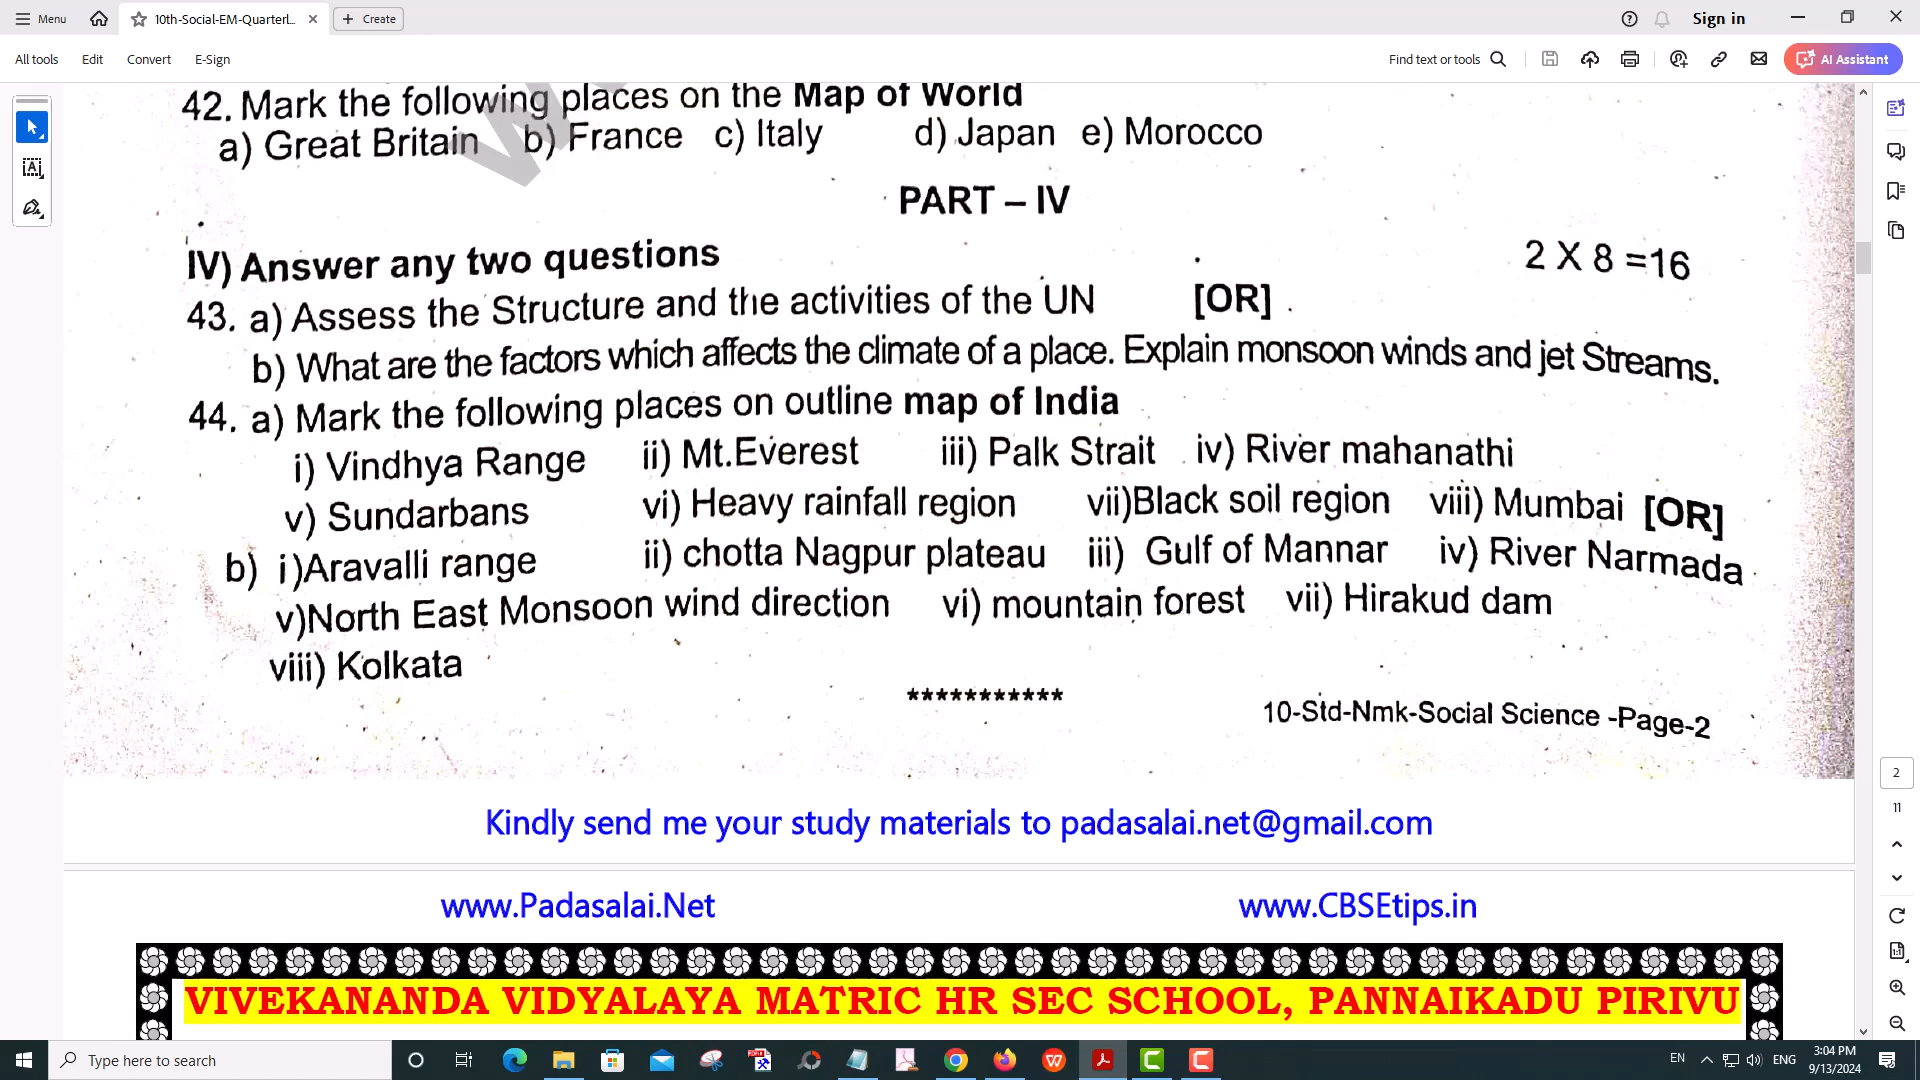 Menu
10th-Social-EM-Quarterl...
Create
Sign in
All tools Edit Convert E-Sign
Find text or tools
AI Assistant
42. Mark the following places on the Map of World
a) Great Britain b) France c) Italy d) Japan e) Morocco
PART – IV
IV) Answer any two questions 2 X 8 =16
43. a) Assess the Structure and the activities of the UN [OR]
b) What are the factors which affects the climate of a place. Explain monsoon winds and jet Streams.
44. a) Mark the following places on outline map of India
i) Vindhya Range ii) Mt.Everest iii) Palk Strait iv) River mahanathi
v) Sundarbans vi) Heavy rainfall region vii)Black soil region viii) Mumbai [OR]
b) i)Aravalli range ii) chotta Nagpur plateau iii) Gulf of Mannar iv) River Narmada
v)North East Monsoon wind direction vi) mountain forest vii) Hirakud dam
viii) Kolkata
***********
10-Std-Nmk-Social Science -Page-2
2
11
Kindly send me your study materials to padasalai.net@gmail.com
www.Padasalai.Net www.CBSEtips.in
VIVEKANANDA VIDYALAYA MATRIC HR SEC SCHOOL, PANNAIKADU PIRIVU
Type here to search
EN
ENG
3:04 PM
9/13/2024